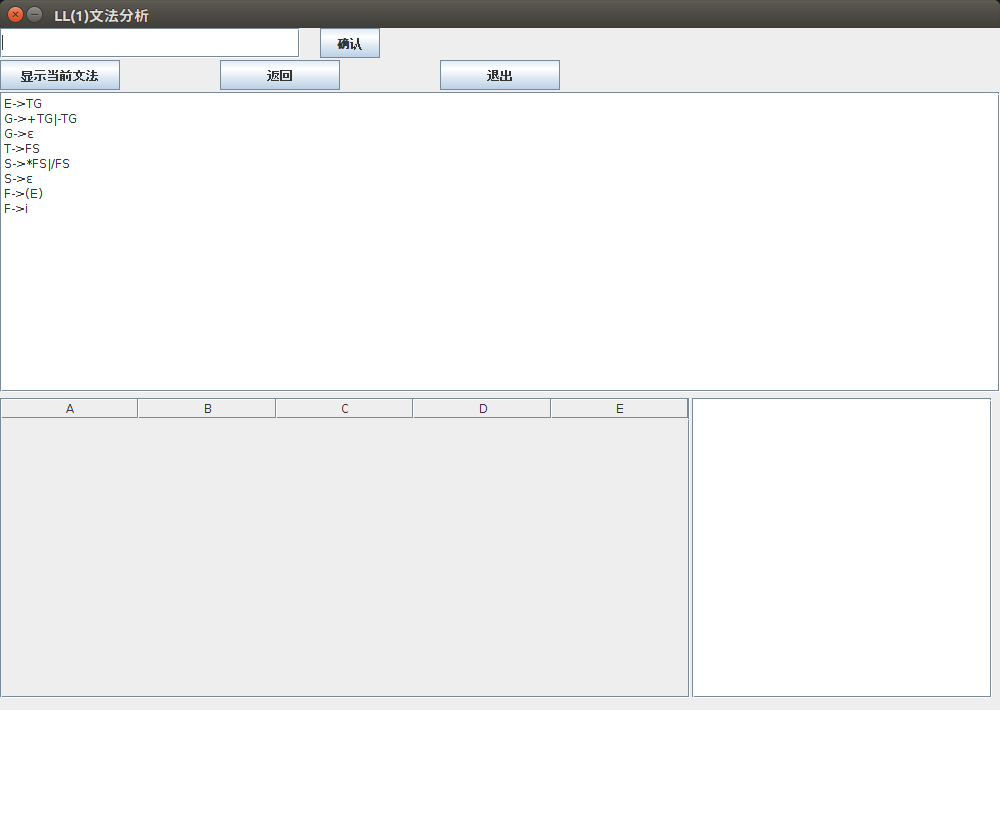 LL(1)文法分析
确认
显示当前文法 返回 退出
E->TG
G->+TG|-TG
G->ε
T->FS
S->*FS|/FS
S->ε
F->(E)
F->i
A B C D E